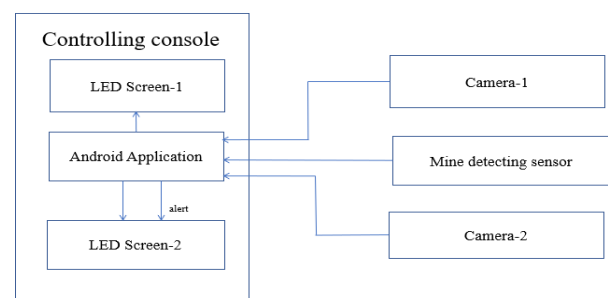 Controlling console
LED Screen-1
Camera-1
Android Application
Mine detecting sensor
alert
LED Screen-2
Camera-2